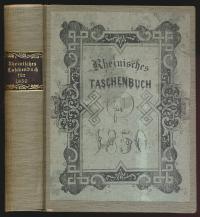 Rheinisches
Taschenbuch
für
1850
Rheinisches
TASCHENBUCH
1850